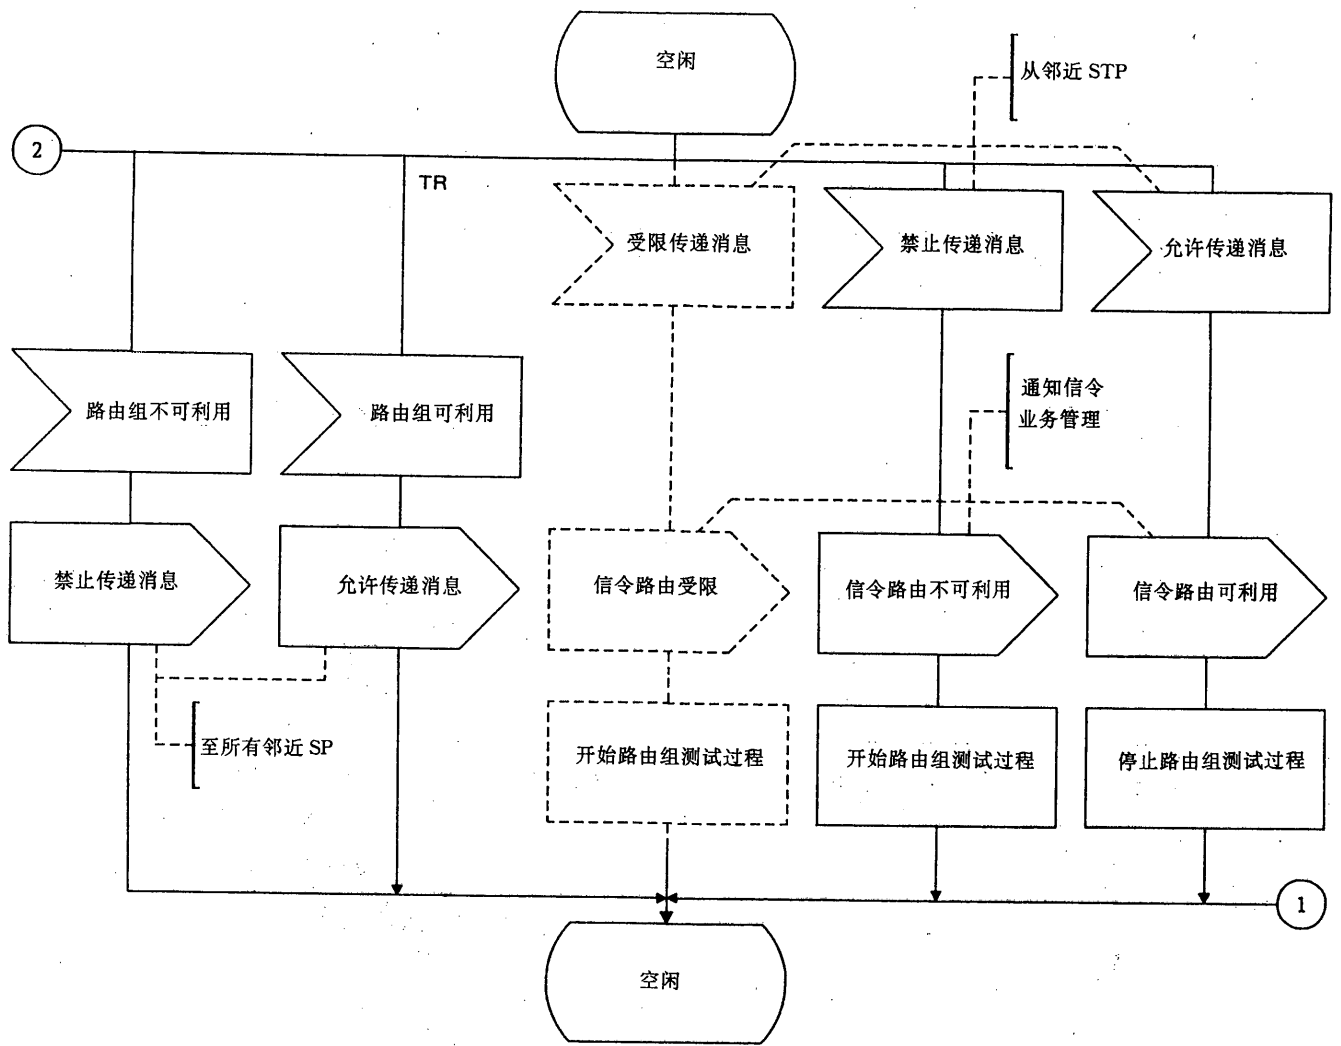 空闲
从邻近 STP
2
TR
受限传递消息
禁止传递消息
允许传递消息
路由组不可利用
路由组可利用
通知信令
业务管理
禁止传递消息
允许传递消息
信令路由受限
信令路由不可利用
信令路由可利用
至所有邻近 SP
开始路由组测试过程
开始路由组测试过程
停止路由组测试过程
1
空闲